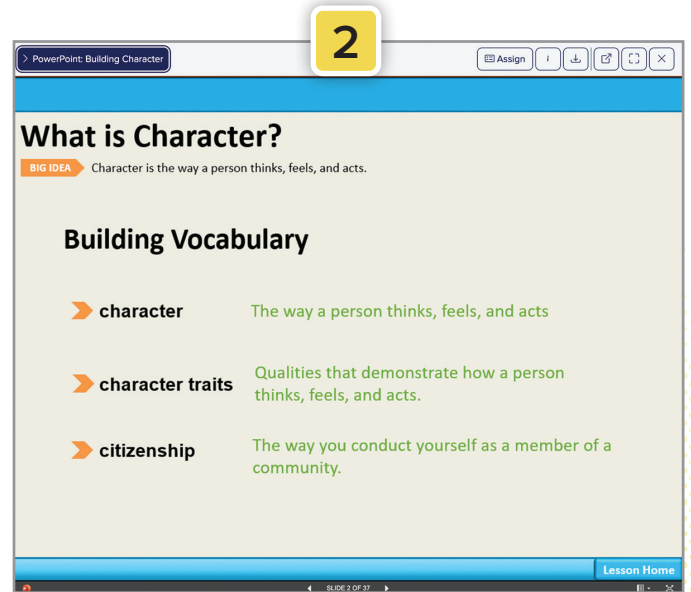 2
> PowerPoint: Building Character
Assign
i
What is Character?
BIG IDEA Character is the way a person thinks, feels, and acts.
Building Vocabulary
character The way a person thinks, feels, and acts
character traits Qualities that demonstrate how a person
thinks, feels, and acts.
citizenship The way you conduct yourself as a member of a
community.
Lesson Home
SLIDE 2 OF 37